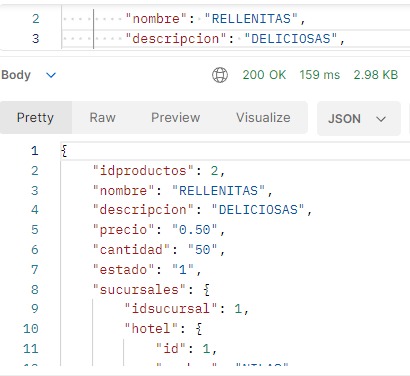 2 "nombre": "RELLENITAS",
3 "descripcion": "DELICIOSAS",
Body 200 OK 159 ms 2.98 KB
Pretty Raw Preview Visualize JSON
1 {
2 "idproductos": 2,
3 "nombre": "RELLENITAS",
4 "descripcion": "DELICIOSAS",
5 "precio": "0.50",
6 "cantidad": "50",
7 "estado": "1",
8 "sucursales": {
9 "idsucursal": 1,
10 "hotel": {
11 "id": 1,